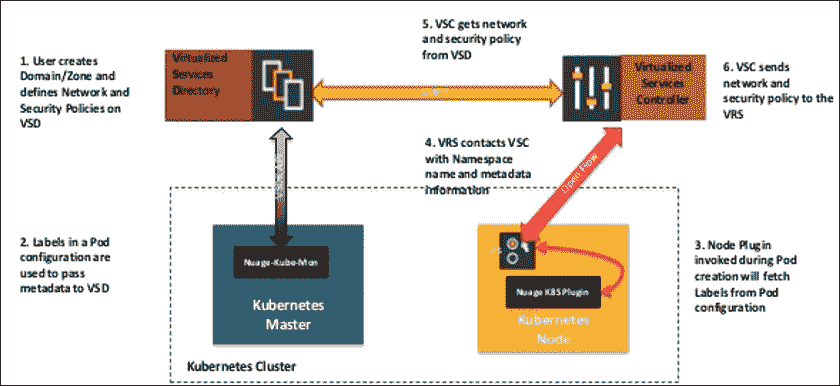 5. VSC gets network
and security policy
from VSD
1. User creates
Domain/Zone and
defines Network and
Security Policies on
VSD
Virtualized
Services
Directory
Virtualized
Services
Controller
6. VSC sends
network and
security policy to the
VRS
4. VRS contacts VSC
with Namespace
name and metadata
information
Open Flow
2. Labels in a Pod
configuration are
used to pass
metadata to VSD
Nuage-Kube-Mon
Kubernetes
Master
Nuage K8S Plugin
Kubernetes
Node
3. Node Plugin
invoked during Pod
creation will fetch
Labels from Pod
configuration
Kubernetes Cluster